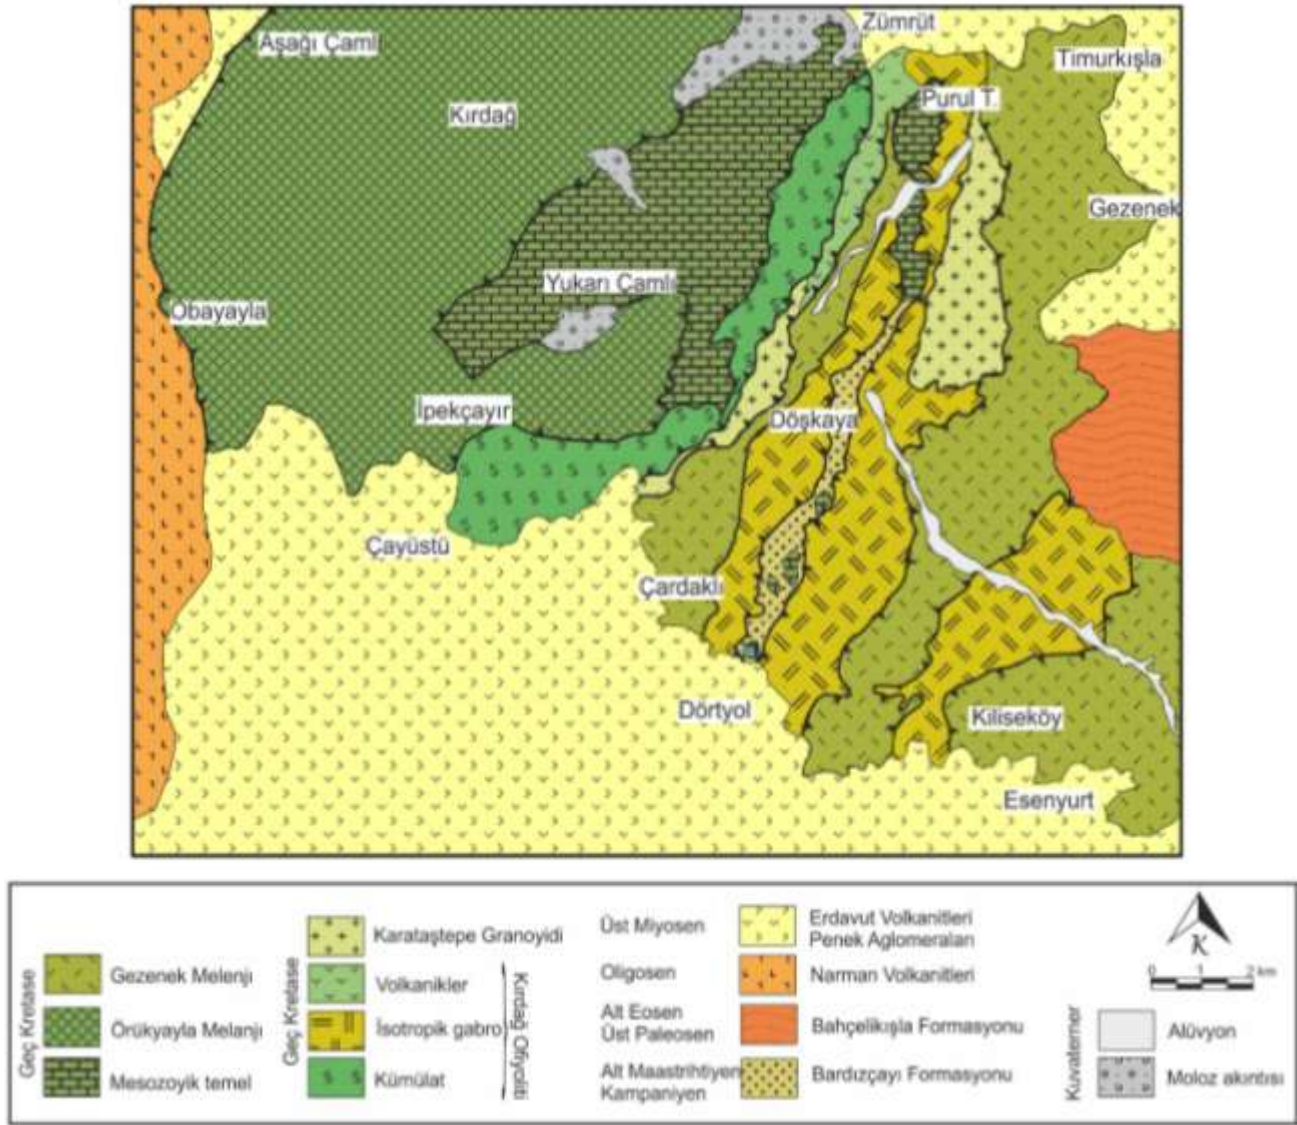 Zümrüt
Aşağı Çaml
Timurkışla
Purul T.
Kırdağ
Gezenek
Yukarı Çamlı
Obayayla
İpekçayır
Döşkaya
Çayüstü
Çardaklı
Dörtyol
Kiliseköy
Esenyurt
Geç Kretase
Gezenek Melenjı
Örükyayla Melanjı
Mesozoyik temel
Geç Kretase
Karataştepe Granoyidi
Volkanikler
İsotropik gabro
Kümülat
Kırdağ Ofiyoliti
Üst Miyosen
Erdavut Volkanitleri
Penek Aglomeraları
Oligosen
Narman Volkanitleri
Alt Eosen
Üst Paleosen
Bahçelikışla Formasyonu
Alt Maastrihtiyen
Kampaniyen
Bardızçayı Formasyonu
K
0 1 2 km
Kuvaterner
Alüvyon
Moloz akıntısı